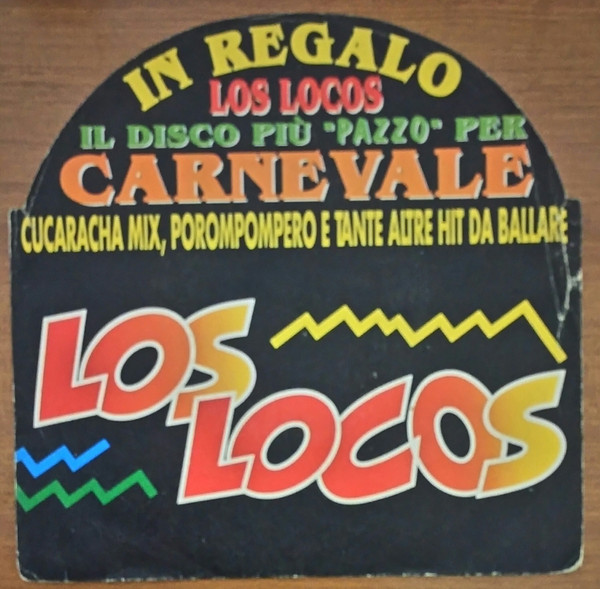 IN REGALO
LOS LOCOS
IL DISCO PIÙ "PAZZO" PER
CARNEVALE
CUCARACHA MIX, POROMPOMPERO E TANTE ALTRE HIT DA BALLARE
LOS
LOCOS